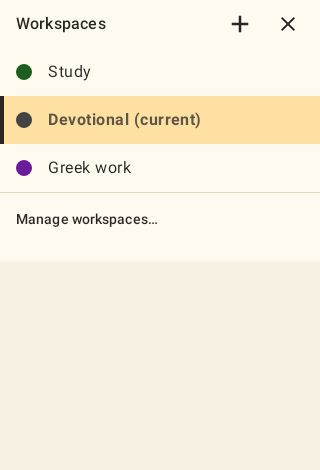 Workspaces
Study
Devotional (current)
Greek work
Manage workspaces…